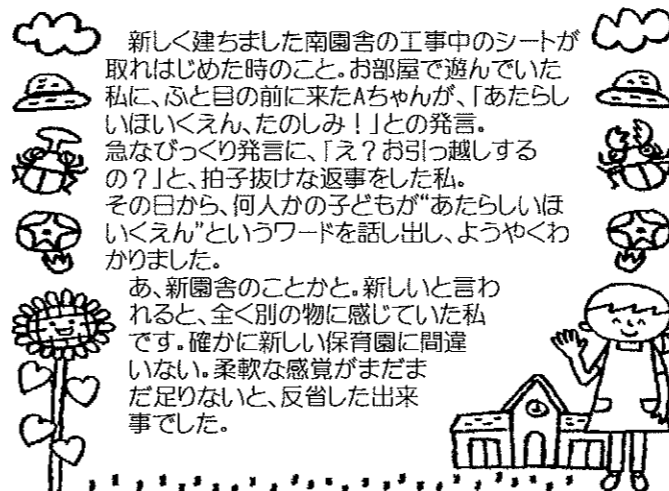 新しく建ちました南園舎の工事中のシートが
取れはじめた時のこと。お部屋で遊んでいた
私に、ふと目の前に来たAちゃんが、「あたらし
いほいくえん、たのしみ！」との発言。
急なびっくり発言に、「え？お引っ越しする
の？」と、拍子抜けな返事をした私。
その日から、何人かの子どもが“あたらしいほ
いくえん”というワードを話し出し、ようやくわ
かりました。
あ、新園舎のことかと。新しいと言わ
れると、全く別の物に感じていた私
です。確かに新しい保育園に間違
いない。柔軟な感覚がまだま
だ足りないと、反省した出来
事でした。